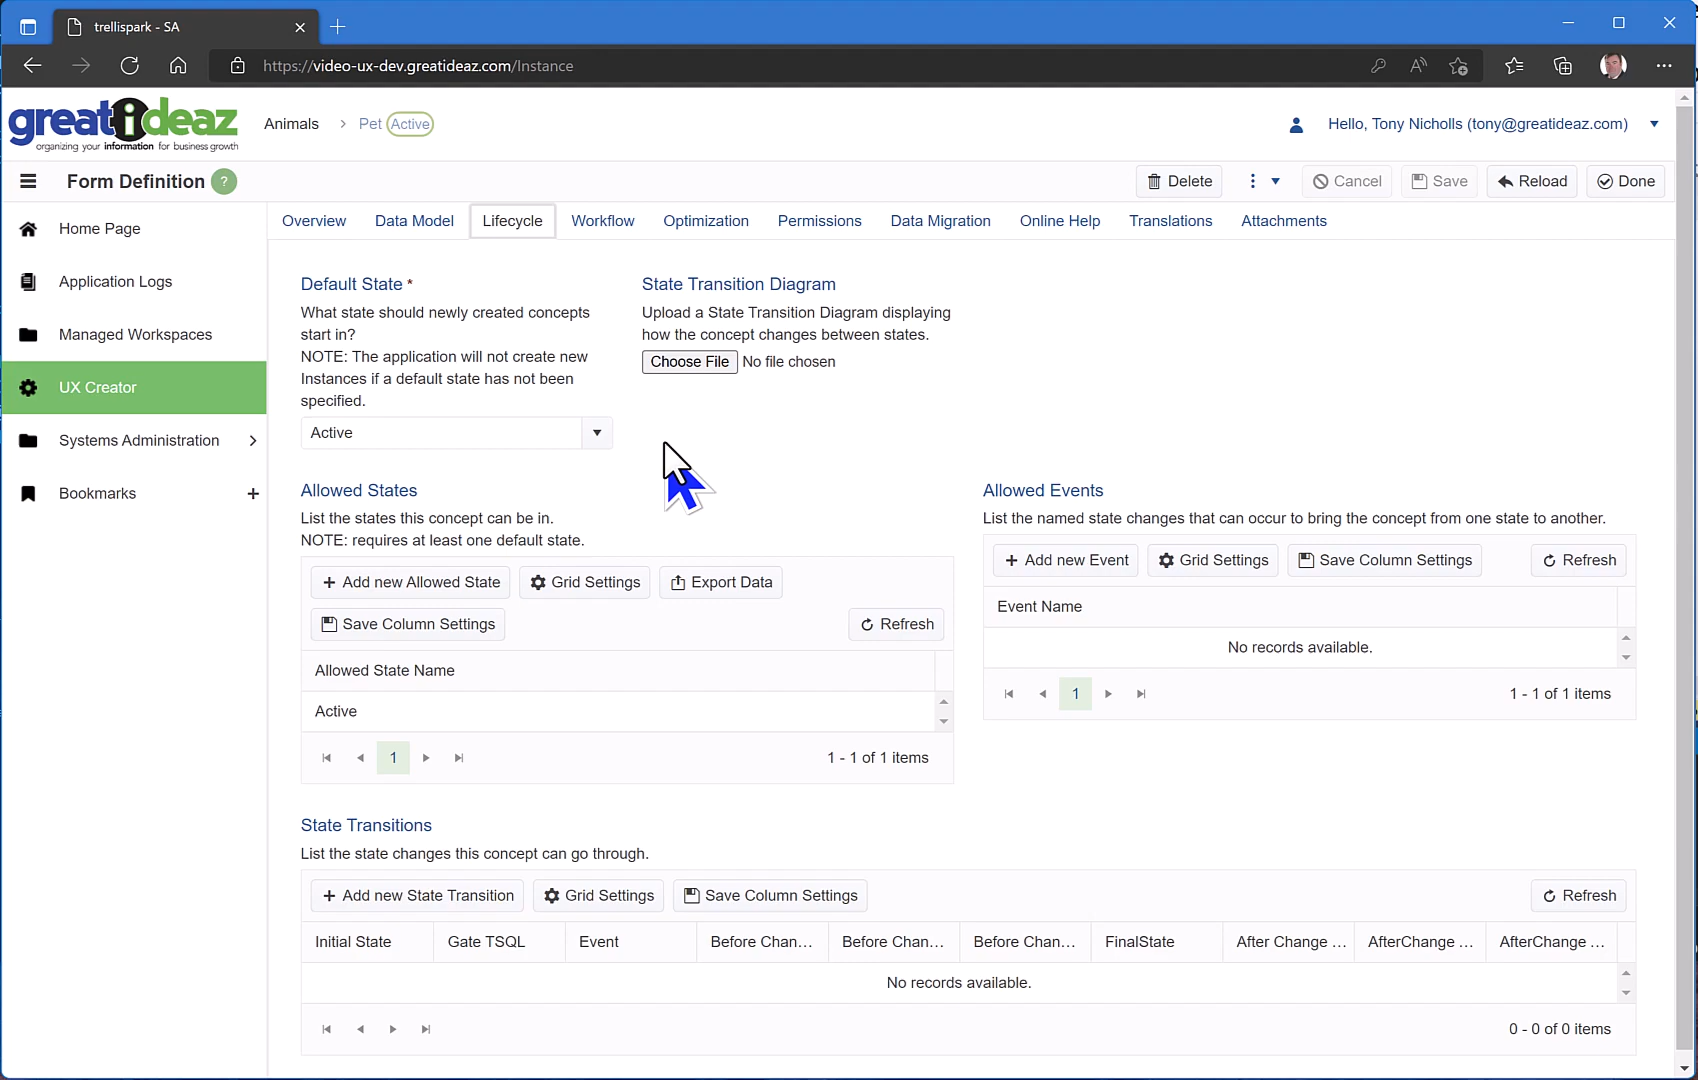 trellispark - SA
https://video-ux-dev.greatideaz.com/Instance
greatideaz
organizing your information for business growth
Animals > Pet Active
Hello, Tony Nicholls (tony@greatideaz.com)
Form Definition ?
Delete
Cancel
Save
Reload
Done
Home Page
Application Logs
Managed Workspaces
UX Creator
Systems Administration
Bookmarks
Overview
Data Model
Lifecycle
Workflow
Optimization
Permissions
Data Migration
Online Help
Translations
Attachments
Default State *
What state should newly created concepts
start in?
NOTE: The application will not create new
Instances if a default state has not been
specified.
Active
State Transition Diagram
Upload a State Transition Diagram displaying
how the concept changes between states.
Choose File No file chosen
Allowed States
List the states this concept can be in.
NOTE: requires at least one default state.
Add new Allowed State
Grid Settings
Export Data
Save Column Settings
Refresh
Allowed State Name
Active
1
1 - 1 of 1 items
Allowed Events
List the named state changes that can occur to bring the concept from one state to another.
Add new Event
Grid Settings
Save Column Settings
Refresh
Event Name
No records available.
1
1 - 1 of 1 items
State Transitions
List the state changes this concept can go through.
Add new State Transition
Grid Settings
Save Column Settings
Refresh
Initial State
Gate TSQL
Event
Before Chan...
Before Chan...
Before Chan...
FinalState
After Change ...
AfterChange ...
AfterChange ...
No records available.
0 - 0 of 0 items